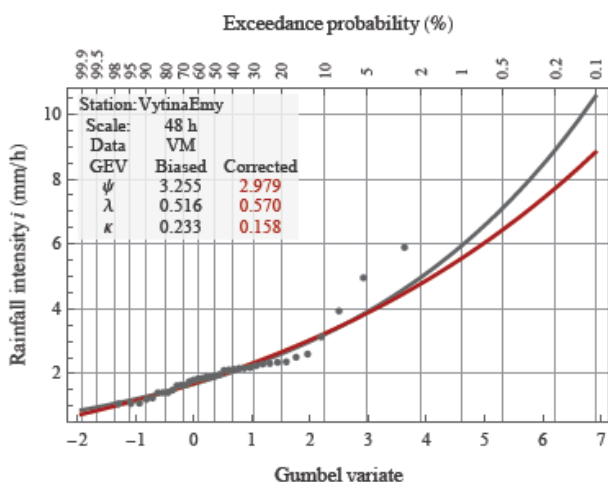 Exceedance probability (%)
99.9 99.5 98 95 90 80 70 60 50 40 30 20 10 5 2 1 0.5 0.2 0.1
Station: VytinaEmy
Scale: 48 h
Data VM
GEV Biased Corrected
ψ 3.255 2.979
λ 0.516 0.570
κ 0.233 0.158
Rainfall intensity i (mm/h)
10
8
6
4
2
−2 −1 0 1 2 3 4 5 6 7
Gumbel variate